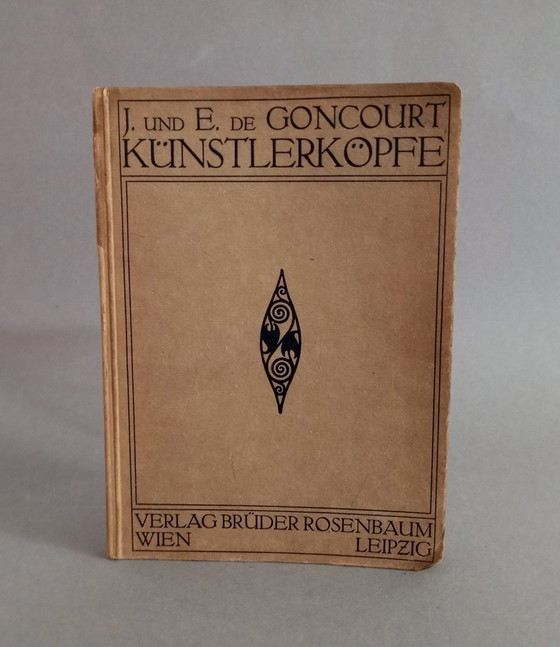 J. UND E. DE GONCOURT
KÜNSTLERKÖPFE
VERLAG BRÜDER ROSENBAUM
WIEN LEIPZIG